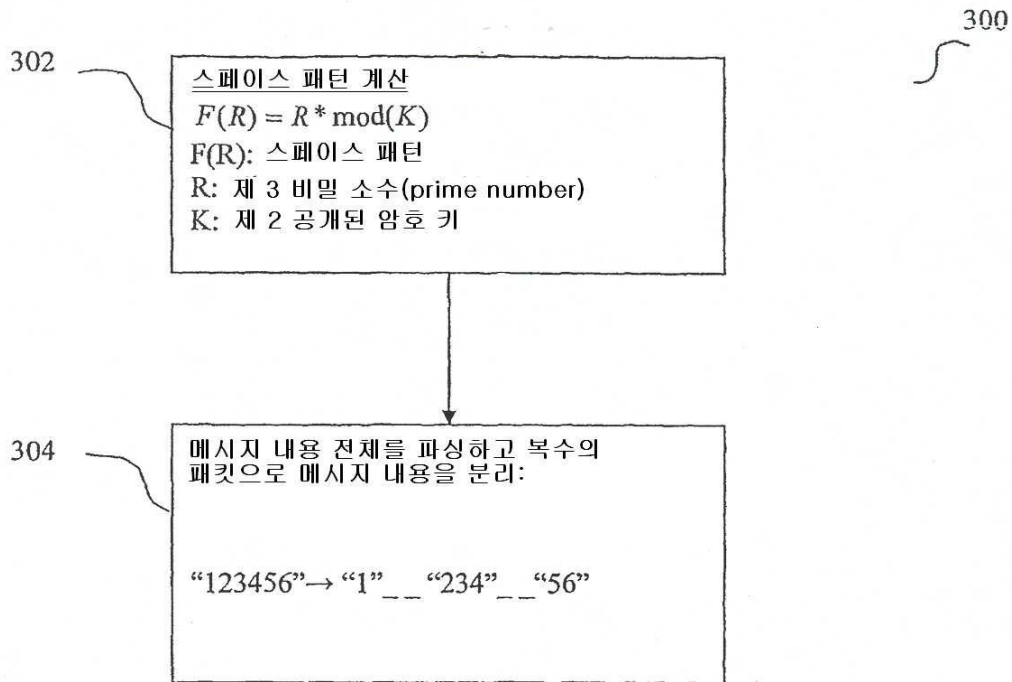 300
302
스페이스 패턴 계산
F(R) = R * mod(K)
F(R): 스페이스 패턴
R: 제 3 비밀 소수(prime number)
K: 제 2 공개된 암호 키
304
메시지 내용 전체를 파싱하고 복수의
패킷으로 메시지 내용을 분리:
“123456”→ “1”_ _ “234”_ _“56”